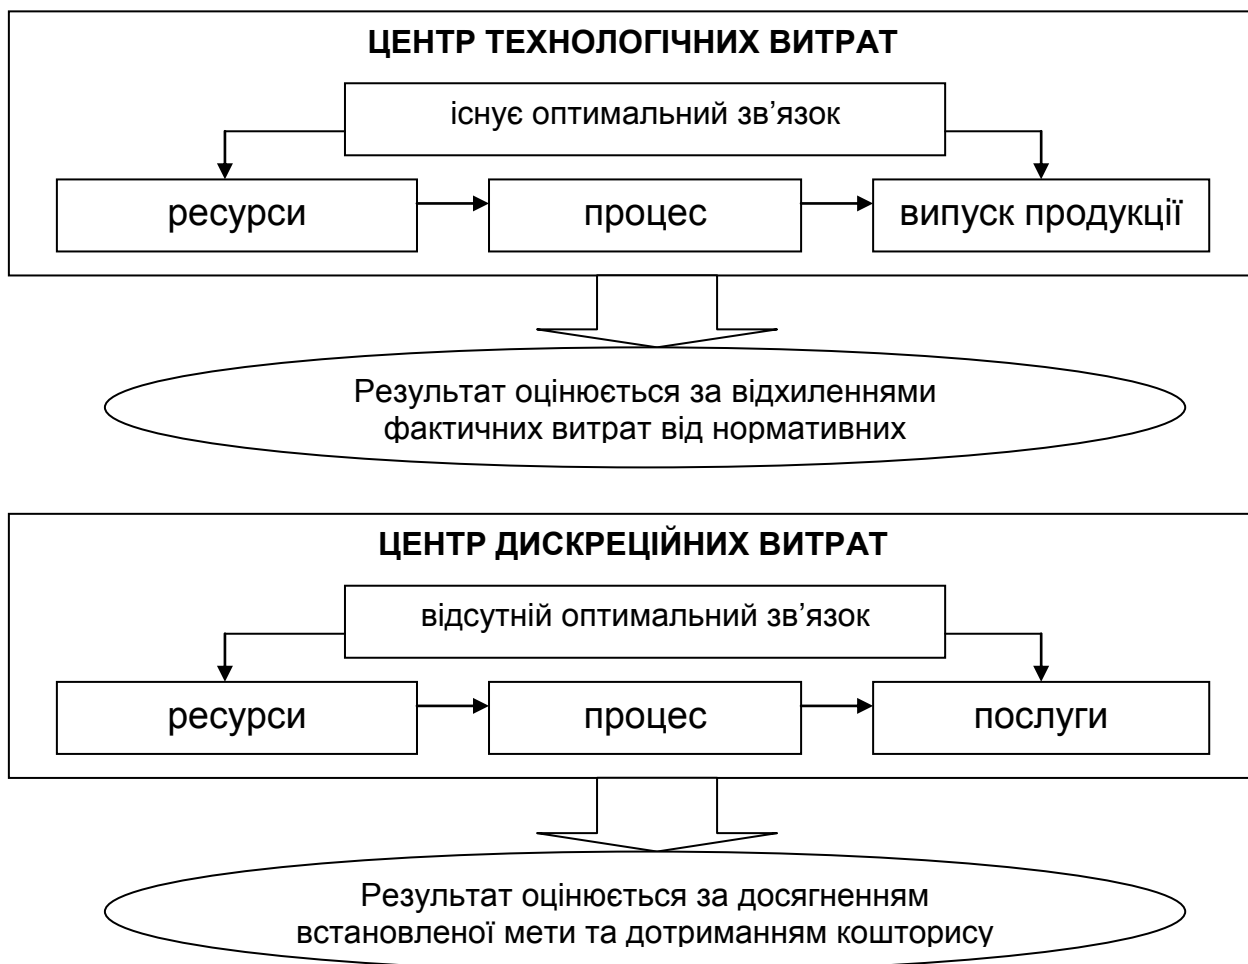 ЦЕНТР ТЕХНОЛОГІЧНИХ ВИТРАТ
існує оптимальний зв’язок
ресурси
процес
випуск продукції
Результат оцінюється за відхиленнями
фактичних витрат від нормативних
ЦЕНТР ДИСКРЕЦІЙНИХ ВИТРАТ
відсутній оптимальний зв’язок
ресурси
процес
послуги
Результат оцінюється за досягненням
встановленої мети та дотриманням кошторису